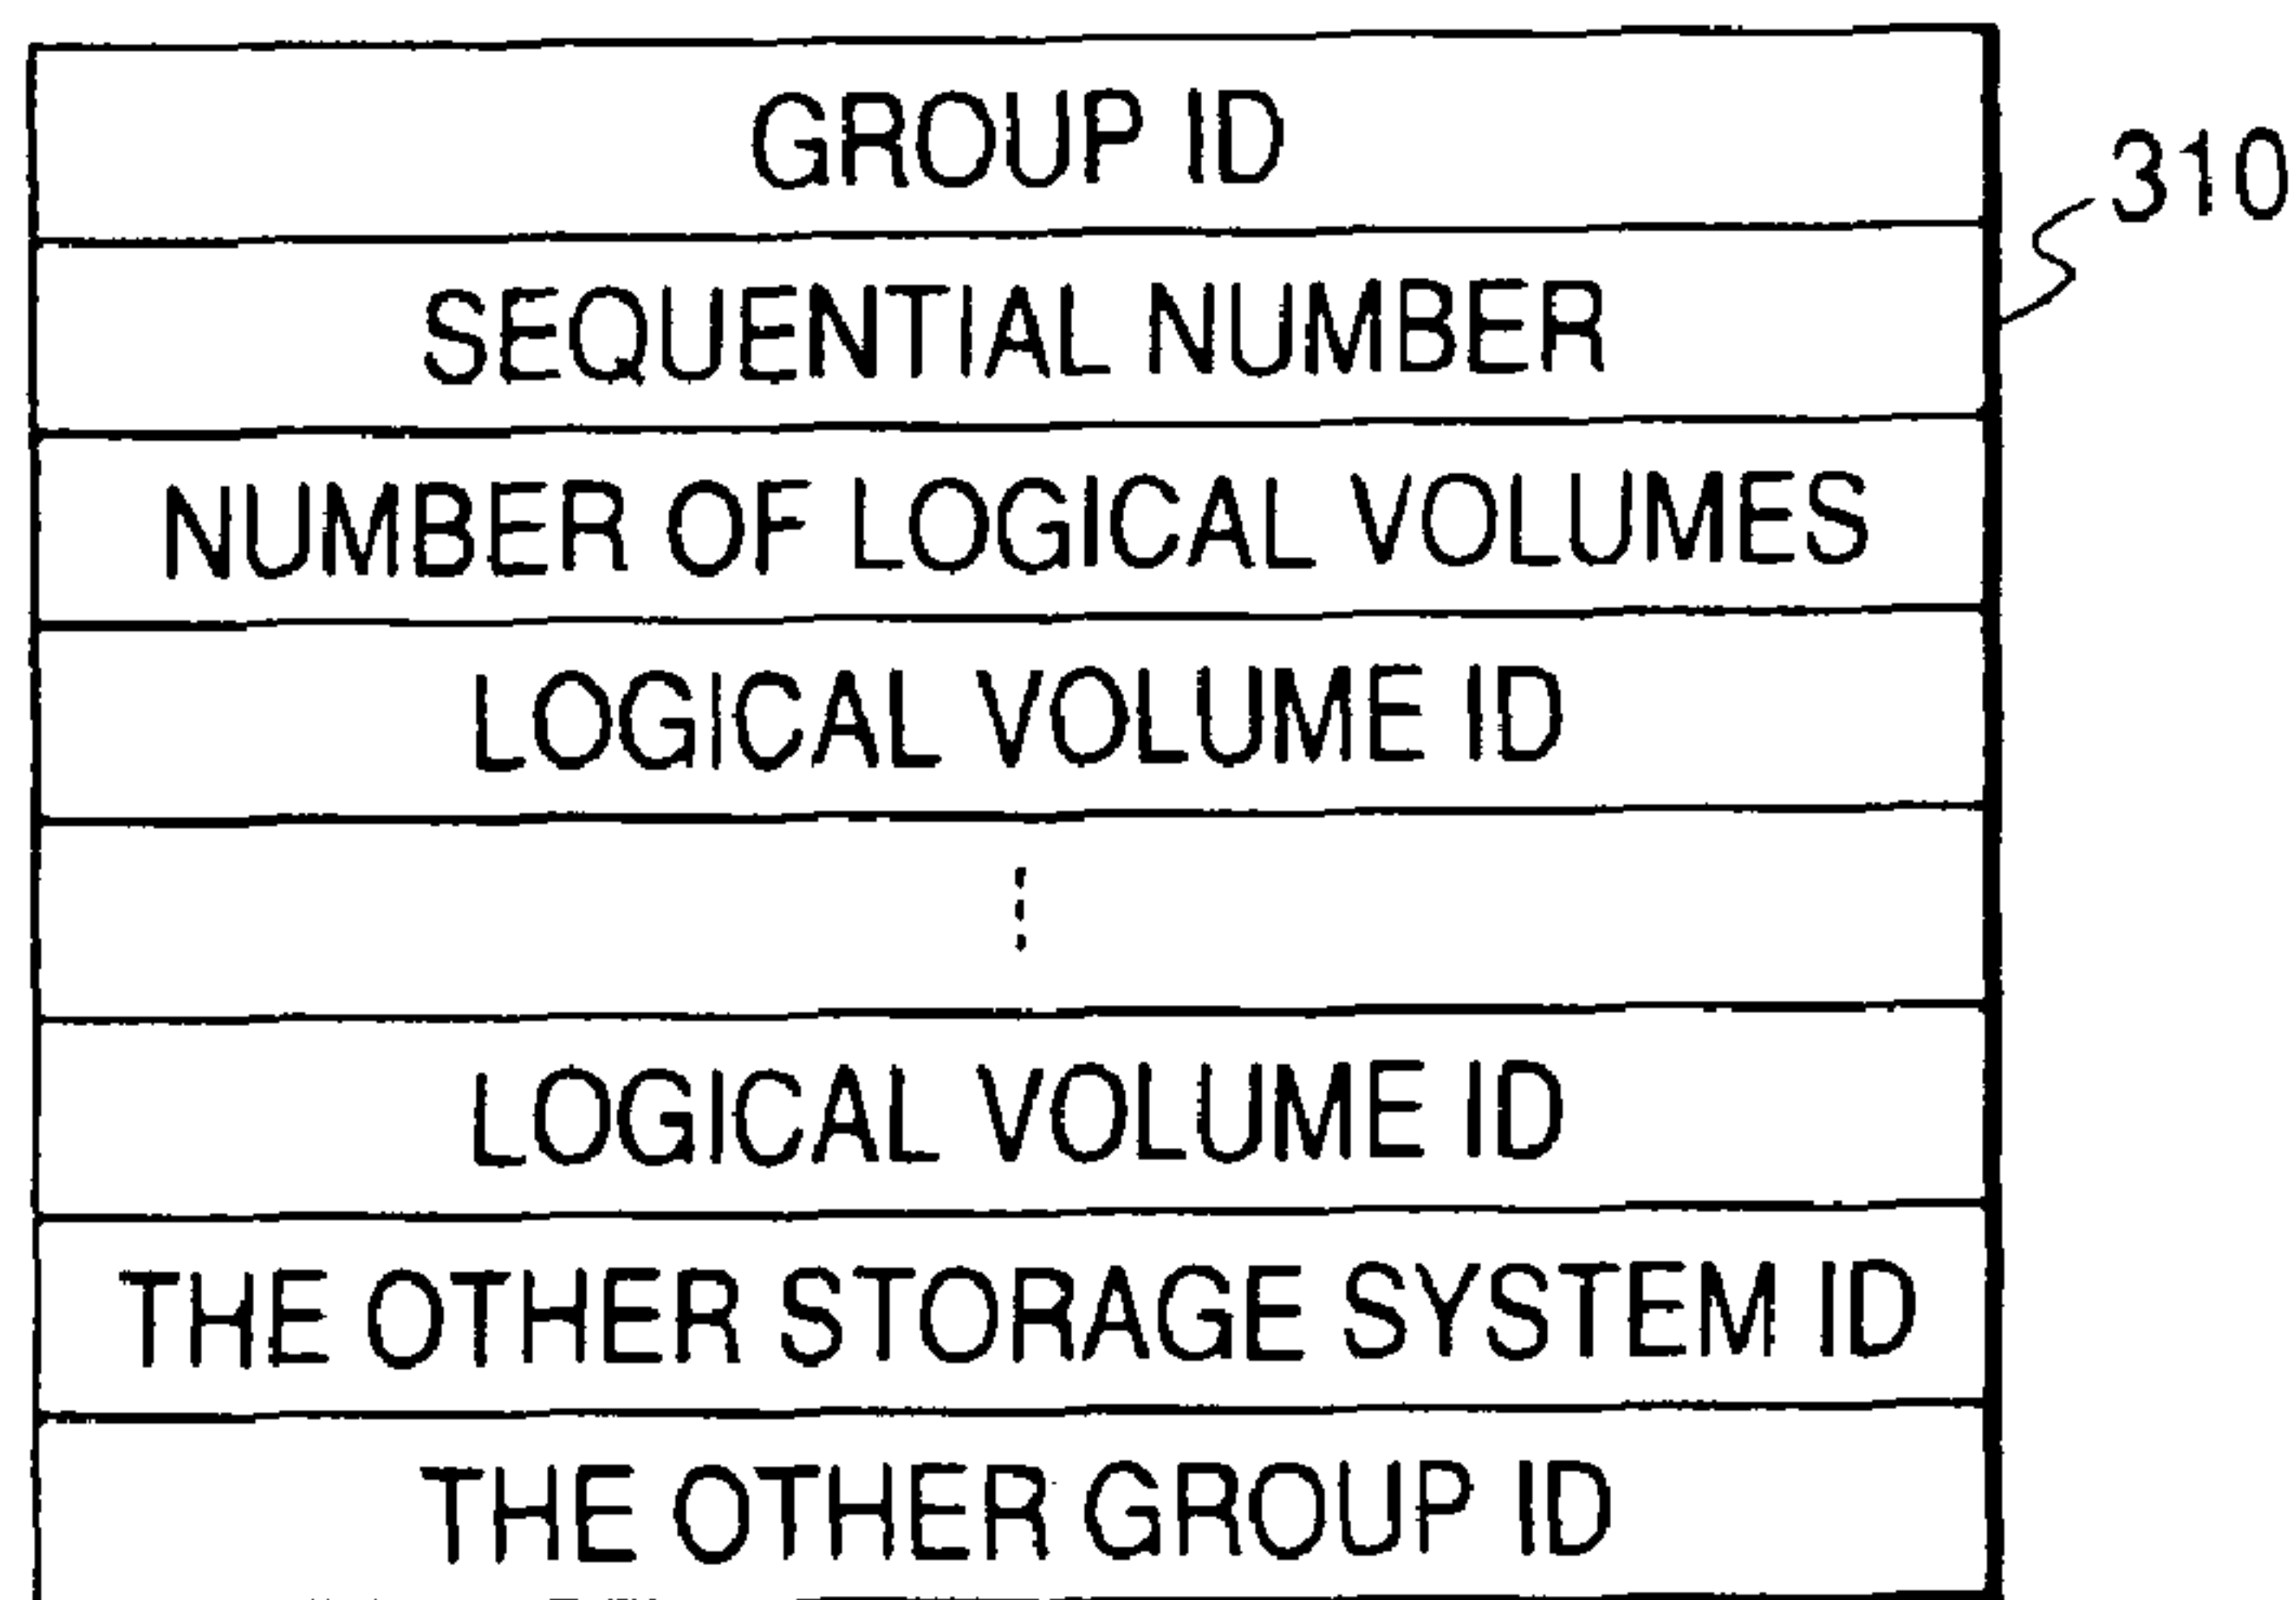 GROUP ID
310
SEQUENTIAL NUMBER
NUMBER OF LOGICAL VOLUMES
LOGICAL VOLUME ID
LOGICAL VOLUME ID
THE OTHER STORAGE SYSTEM ID
THE OTHER GROUP ID